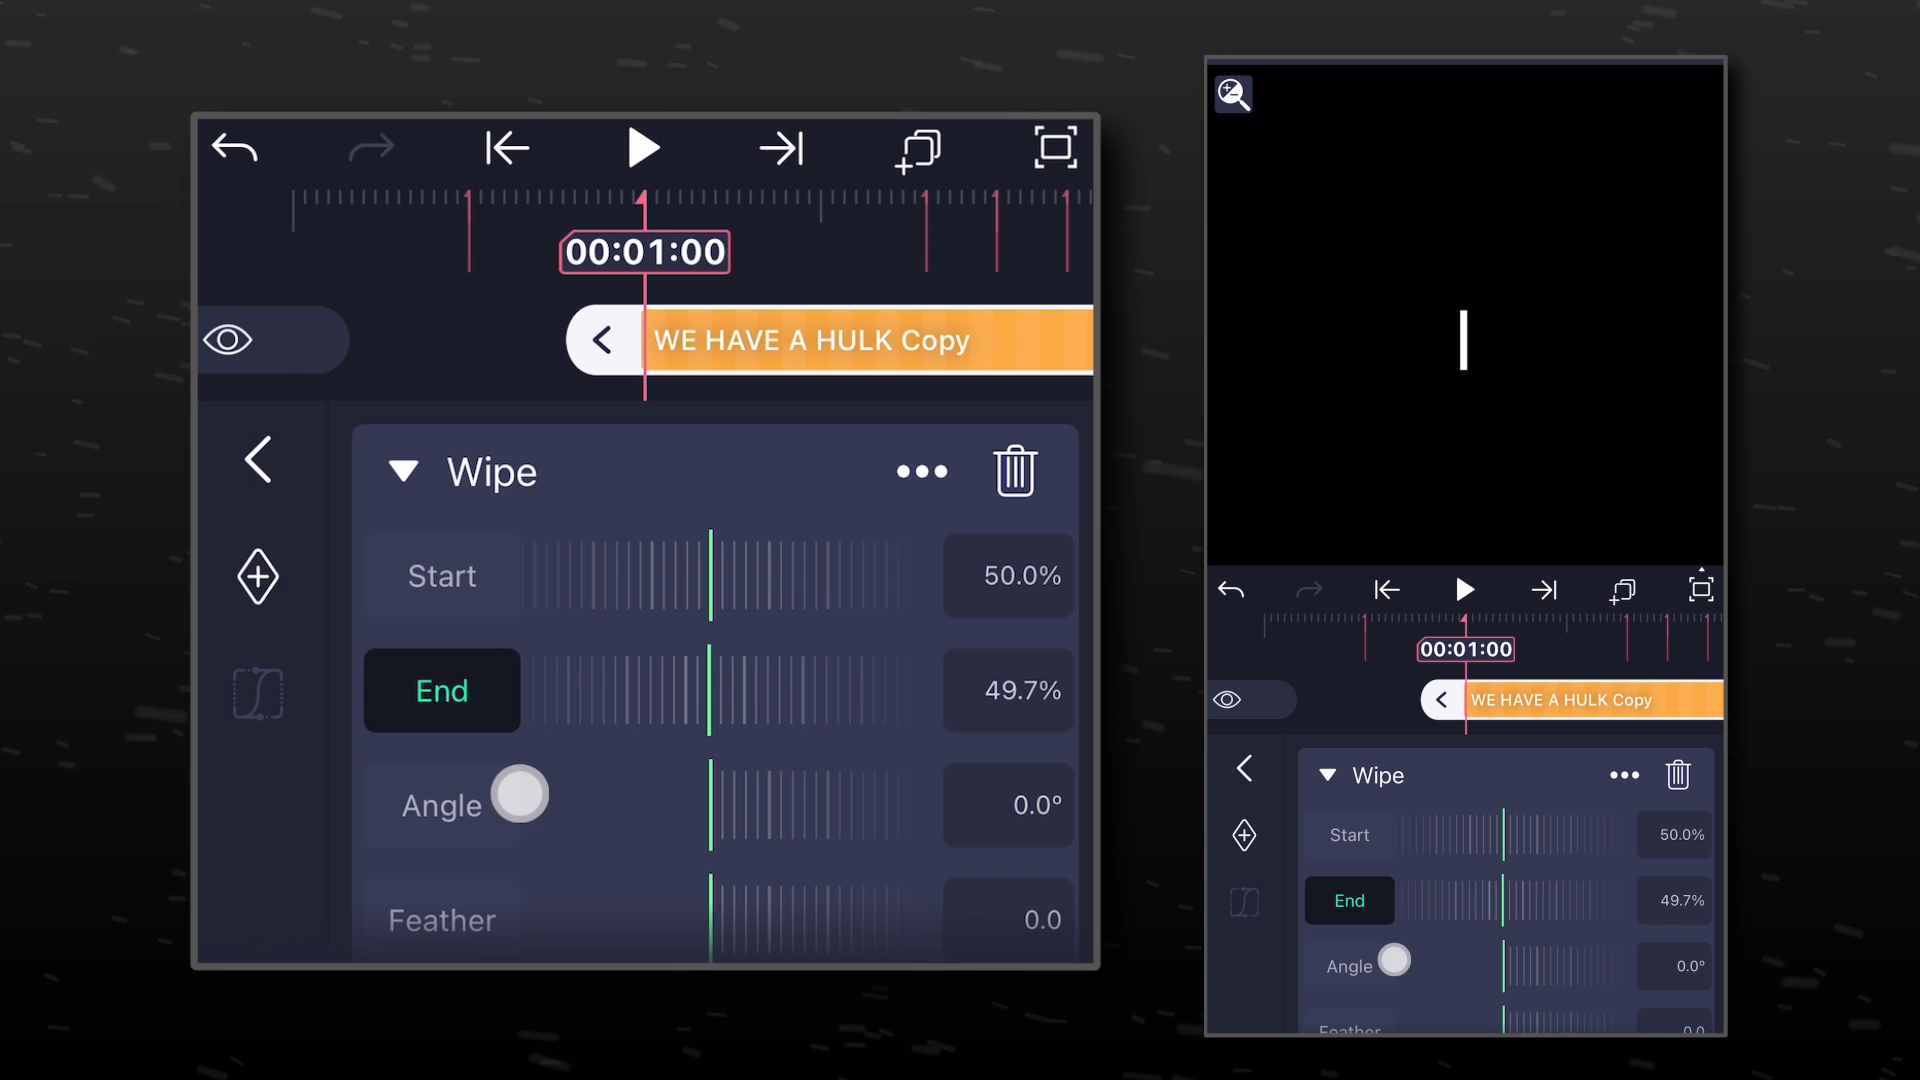 00:01:00
WE HAVE A HULK Copy
Wipe
Start 50.0%
End 49.7%
Angle 0.0°
Feather 0.0
00:01:00
WE HAVE A HULK Copy
Wipe
Start 50.0%
End 49.7%
Angle 0.0°
Feather 0.0